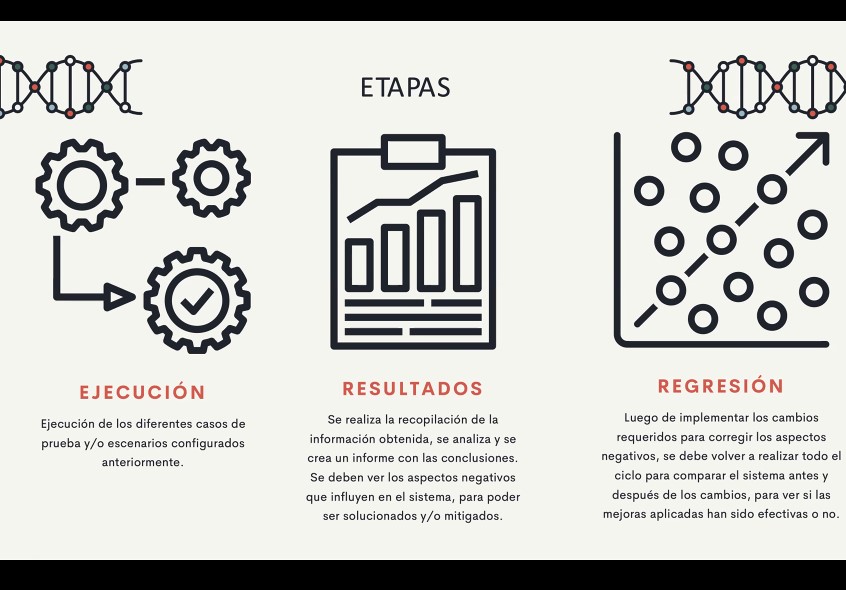 ETAPAS
EJECUCIÓN
Ejecución de los diferentes casos de
prueba y/o escenarios configurados
anteriormente.
RESULTADOS
Se realiza la recopilación de la
información obtenida, se analiza y se
crea un informe con las conclusiones.
Se deben ver los aspectos negativos
que influyen en el sistema, para poder
ser solucionados y/o mitigados.
REGRESIÓN
Luego de implementar los cambios
requeridos para corregir los aspectos
negativos, se debe volver a realizar todo el
ciclo para comparar el sistema antes y
después de los cambios, para ver si las
mejoras aplicadas han sido efectivas o no.